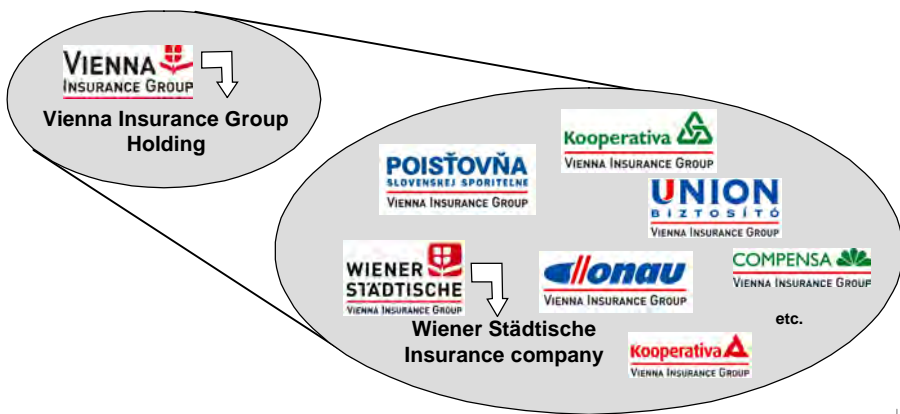 VIENNA
INSURANCE GROUP
Vienna Insurance Group
Holding
Kooperativa
VIENNA INSURANCE GROUP
POISŤOVŇA
SLOVENSKEJ SPORITEĽNE
VIENNA INSURANCE GROUP
UNION
BIZTOSÍTÓ
VIENNA INSURANCE GROUP
WIENER
STÄDTISCHE
VIENNA INSURANCE GROUP
Donau
VIENNA INSURANCE GROUP
COMPENSA
VIENNA INSURANCE GROUP
etc.
Wiener Städtische
Insurance company
Kooperativa
VIENNA INSURANCE GROUP